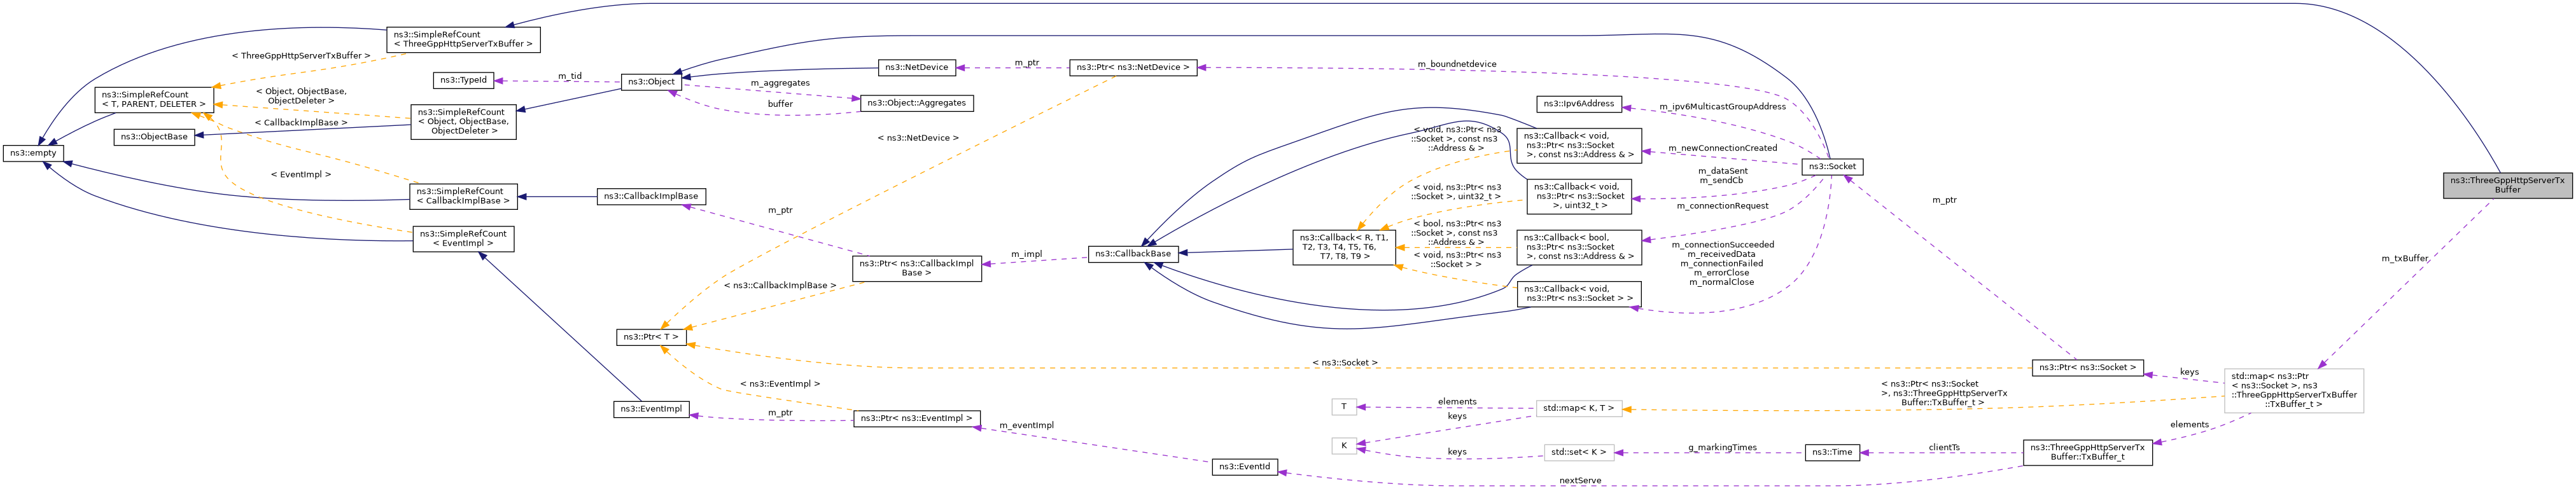 ns3::SimpleRefCount
< ThreeGppHttpServerTxBuffer >
< ThreeGppHttpServerTxBuffer >
ns3::TypeId
m_tid
ns3::Object
m_aggregates
buffer
ns3::NetDevice
ns3::Object::Aggregates
m_ptr
ns3::Ptr< ns3::NetDevice >
m_boundnetdevice
ns3::SimpleRefCount
< T, PARENT, DELETER >
< Object, ObjectBase,
ObjectDeleter >
ns3::SimpleRefCount
< Object, ObjectBase,
ObjectDeleter >
< CallbackImplBase >
ns3::ObjectBase
ns3::empty
< EventImpl >
ns3::SimpleRefCount
< CallbackImplBase >
ns3::CallbackImplBase
ns3::SimpleRefCount
< EventImpl >
m_ptr
< ns3::NetDevice >
ns3::Ptr< ns3::CallbackImpl
Base >
< ns3::CallbackImplBase >
m_impl
ns3::CallbackBase
ns3::Ptr< T >
ns3::Callback< R, T1,
T2, T3, T4, T5, T6,
T7, T8, T9 >
< void, ns3::Ptr< ns3
::Socket >, const ns3
::Address & >
< void, ns3::Ptr< ns3
::Socket >, uint32_t >
< bool, ns3::Ptr< ns3
::Socket >, const ns3
::Address & >
< void, ns3::Ptr< ns3
::Socket > >
ns3::Ipv6Address
ns3::Callback< void,
ns3::Ptr< ns3::Socket
>, const ns3::Address & >
ns3::Callback< void,
ns3::Ptr< ns3::Socket
>, uint32_t >
ns3::Callback< bool,
ns3::Ptr< ns3::Socket
>, const ns3::Address & >
ns3::Callback< void,
ns3::Ptr< ns3::Socket > >
m_ipv6MulticastGroupAddress
m_newConnectionCreated
m_dataSent
m_sendCb
m_connectionRequest
m_connectionSucceeded
m_receivedData
m_connectionFailed
m_errorClose
m_normalClose
ns3::Socket
m_ptr
ns3::ThreeGppHttpServerTx
Buffer
m_txBuffer
< ns3::Socket >
ns3::Ptr< ns3::Socket >
keys
std::map< ns3::Ptr
< ns3::Socket >, ns3
::ThreeGppHttpServerTxBuffer
::TxBuffer_t >
< ns3::Ptr< ns3::Socket
>, ns3::ThreeGppHttpServerTx
Buffer::TxBuffer_t >
elements
< ns3::EventImpl >
ns3::EventImpl
m_ptr
ns3::Ptr< ns3::EventImpl >
m_eventImpl
ns3::EventId
T
elements
keys
std::map< K, T >
K
keys
std::set< K >
g_markingTimes
ns3::Time
clientTs
ns3::ThreeGppHttpServerTx
Buffer::TxBuffer_t
nextServe